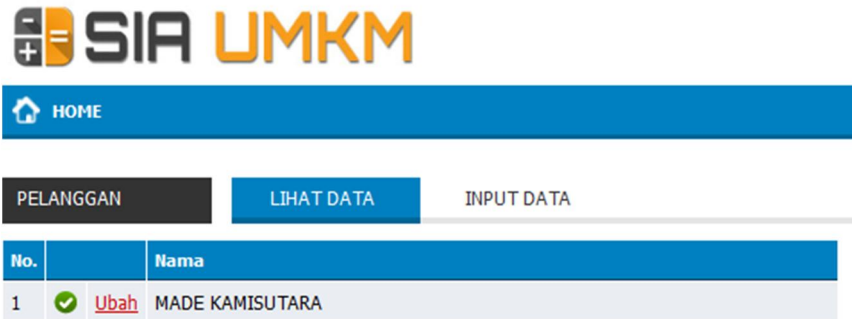 SIA UMKM
HOME
PELANGGAN LIHAT DATA INPUT DATA
No. Nama
1 Ubah MADE KAMISUTARA